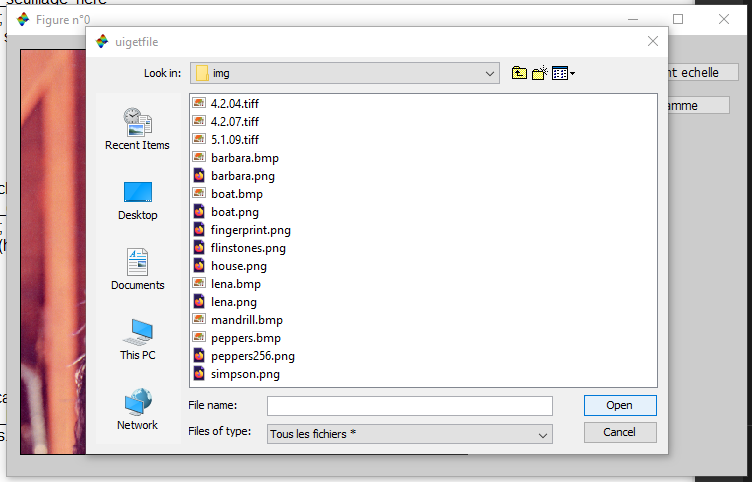 seuillage here
Figure n°0
uigetfile
Look in:
img
nt echelle
amme
Recent Items
Desktop
Documents
This PC
Network
4.2.04.tiff
4.2.07.tiff
5.1.09.tiff
barbara.bmp
barbara.png
boat.bmp
boat.png
fingerprint.png
flinstones.png
house.png
lena.bmp
lena.png
mandrill.bmp
peppers.bmp
peppers256.png
simpson.png
File name:
Open
Files of type:
Tous les fichiers *
Cancel